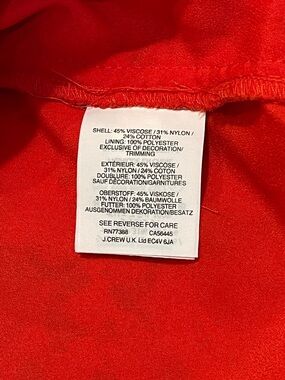 SHELL: 45% VISCOSE / 31% NYLON /
24% COTTON
LINING: 100% POLYESTER
EXCLUSIVE OF DECORATION/
TRIMMING
EXTÉRIEUR: 45% VISCOSE /
31% NYLON / 24% COTON
DOUBLURE: 100% POLYESTER
SAUF DÉCORATION/GARNITURES
OBERSTOFF: 45% VISKOSE /
31% NYLON / 24% BAUMWOLLE
FUTTER: 100% POLYESTER
AUSGENOMMEN DEKORATION/BESATZ
SEE REVERSE FOR CARE
RN77388 CA56445
J.CREW U.K. Ltd EC4V 6JA